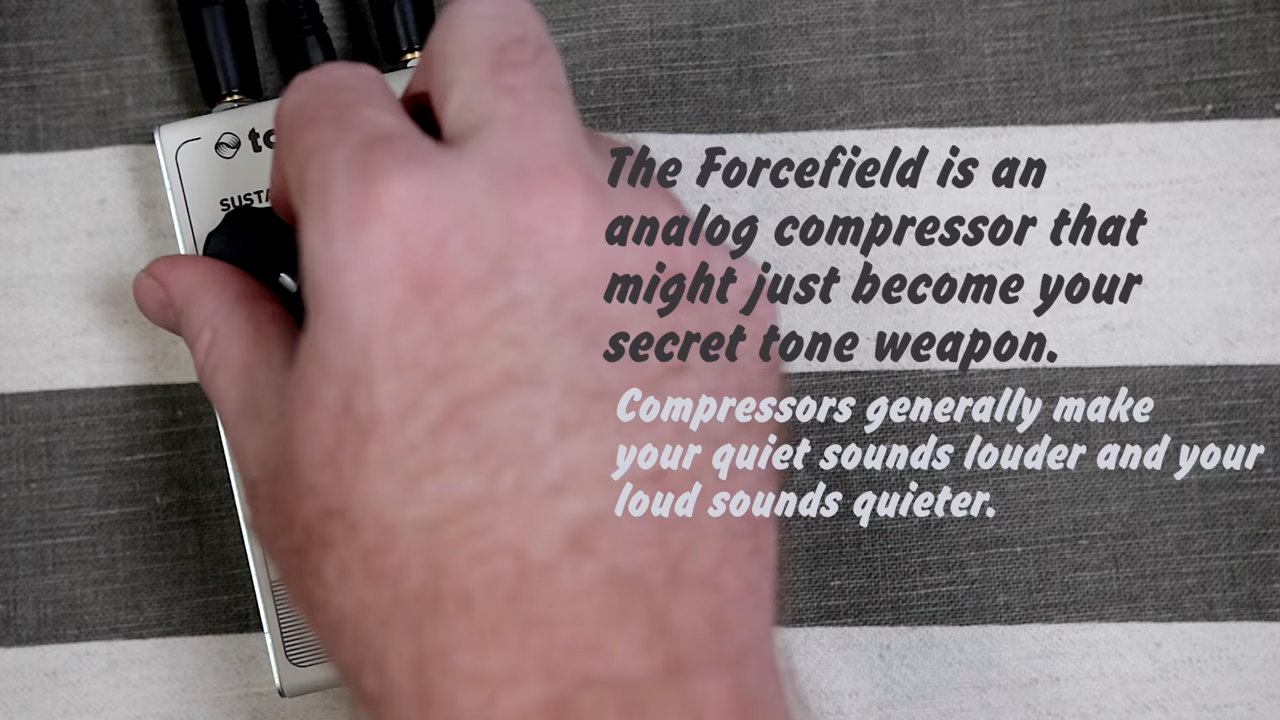 The Forcefield is an
analog compressor that
might just become your
secret tone weapon.
Compressors generally make
your quiet sounds louder and your
loud sounds quieter.